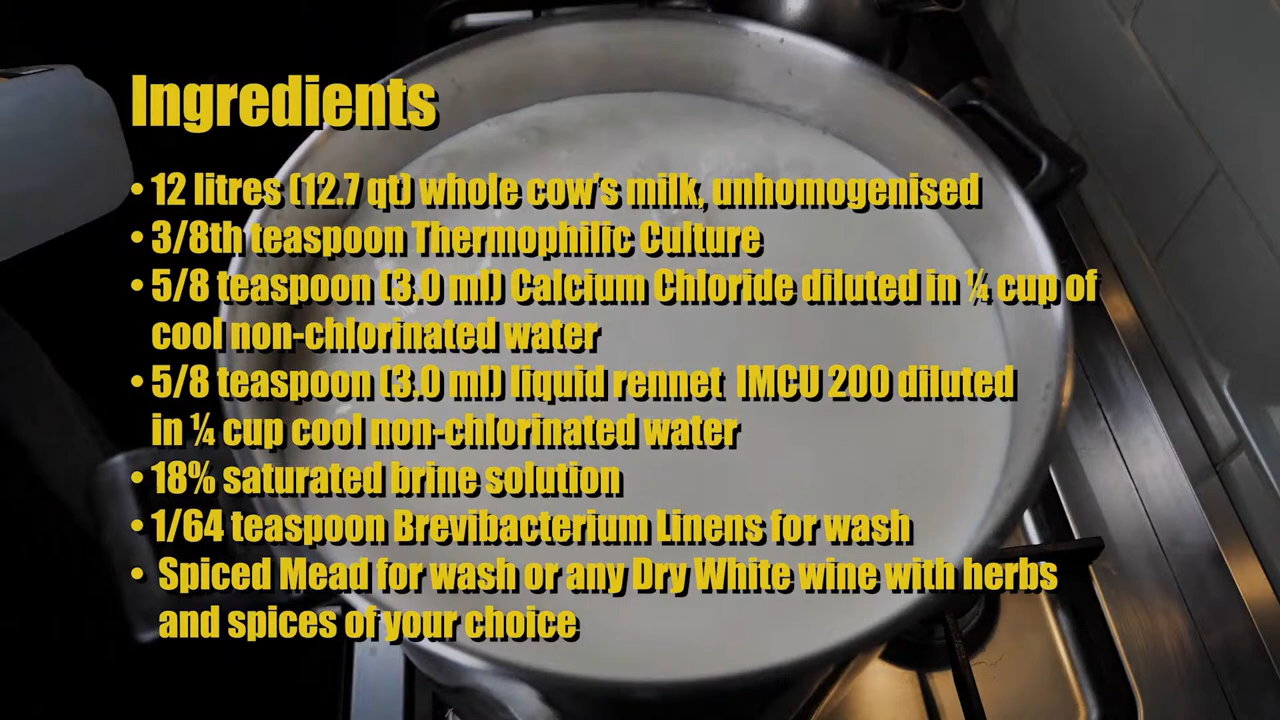 Ingredients
• 12 litres (12.7 qt) whole cow's milk, unhomogenised
• 3/8th teaspoon Thermophilic Culture
• 5/8 teaspoon (3.0 ml) Calcium Chloride diluted in ¼ cup of
cool non-chlorinated water
• 5/8 teaspoon (3.0 ml) liquid rennet IMCU 200 diluted
in ¼ cup cool non-chlorinated water
• 18% saturated brine solution
• 1/64 teaspoon Brevibacterium Linens for wash
• Spiced Mead for wash or any Dry White wine with herbs
and spices of your choice